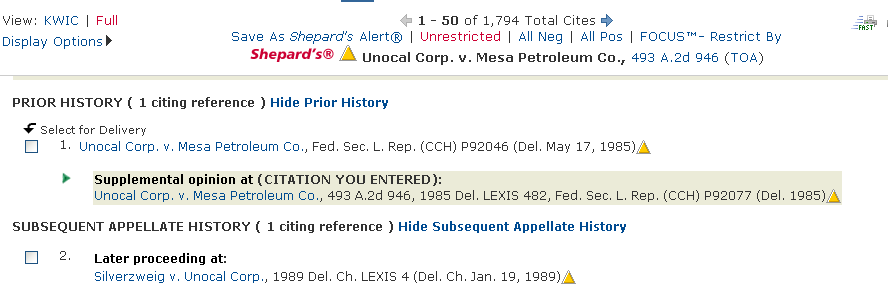 View: KWIC | Full
1 - 50 of 1,794 Total Cites
Display Options
Save As Shepard's Alert® | Unrestricted | All Neg | All Pos | FOCUS™- Restrict By
FAST
Shepard's® Unocal Corp. v. Mesa Petroleum Co., 493 A.2d 946 (TOA)
PRIOR HISTORY ( 1 citing reference ) Hide Prior History
Select for Delivery
1. Unocal Corp. v. Mesa Petroleum Co., Fed. Sec. L. Rep. (CCH) P92046 (Del. May 17, 1985)
Supplemental opinion at (CITATION YOU ENTERED):
Unocal Corp. v. Mesa Petroleum Co., 493 A.2d 946, 1985 Del. LEXIS 482, Fed. Sec. L. Rep. (CCH) P92077 (Del. 1985)
SUBSEQUENT APPELLATE HISTORY ( 1 citing reference ) Hide Subsequent Appellate History
2. Later proceeding at:
Silverzweig v. Unocal Corp., 1989 Del. Ch. LEXIS 4 (Del. Ch. Jan. 19, 1989)